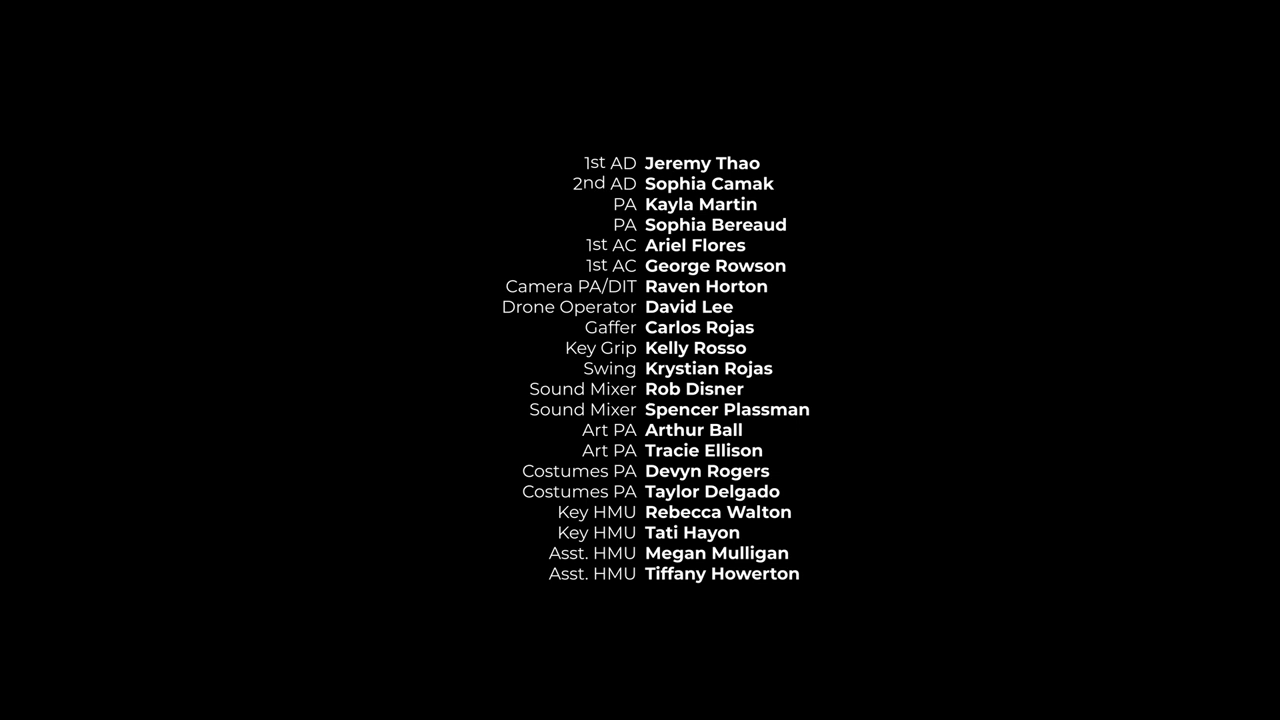 1st AD Jeremy Thao
2nd AD Sophia Camak
PA Kayla Martin
PA Sophia Bereaud
1st AC Ariel Flores
1st AC George Rowson
Camera PA/DIT Raven Horton
Drone Operator David Lee
Gaffer Carlos Rojas
Key Grip Kelly Rosso
Swing Krystian Rojas
Sound Mixer Rob Disner
Sound Mixer Spencer Plassman
Art PA Arthur Ball
Art PA Tracie Ellison
Costumes PA Devyn Rogers
Costumes PA Taylor Delgado
Key HMU Rebecca Walton
Key HMU Tati Hayon
Asst. HMU Megan Mulligan
Asst. HMU Tiffany Howerton